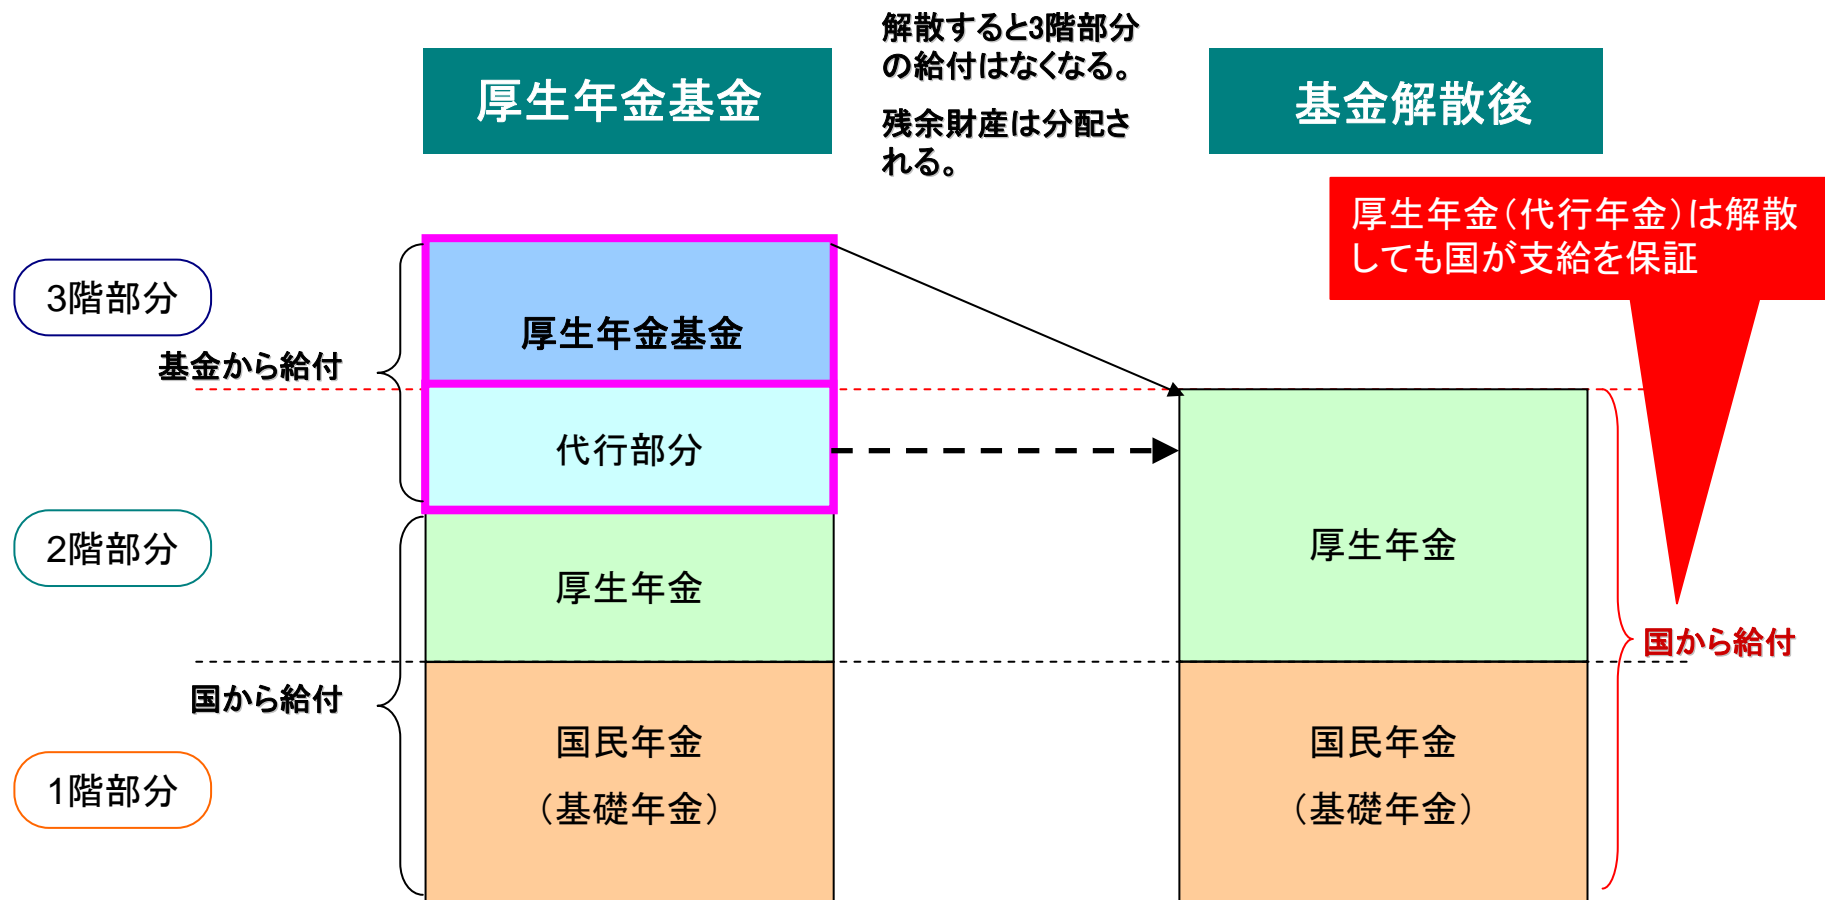 解散すると3階部分
の給付はなくなる。
残余財産は分配さ
れる。
厚生年金基金
基金解散後
厚生年金（代行年金）は解散
しても国が支給を保証
3階部分
厚生年金基金
基金から給付
代行部分
2階部分
厚生年金
厚生年金
国から給付
国から給付
1階部分
国民年金
（基礎年金）
国民年金
（基礎年金）